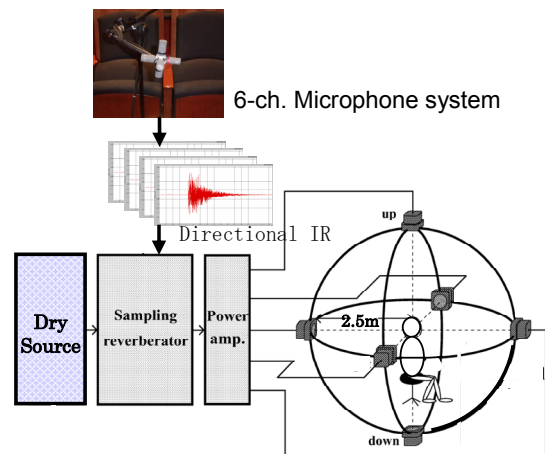 6-ch. Microphone system
Directional IR
up
Dry
Source
Sampling
reverberator
Power
amp.
2.5m
down